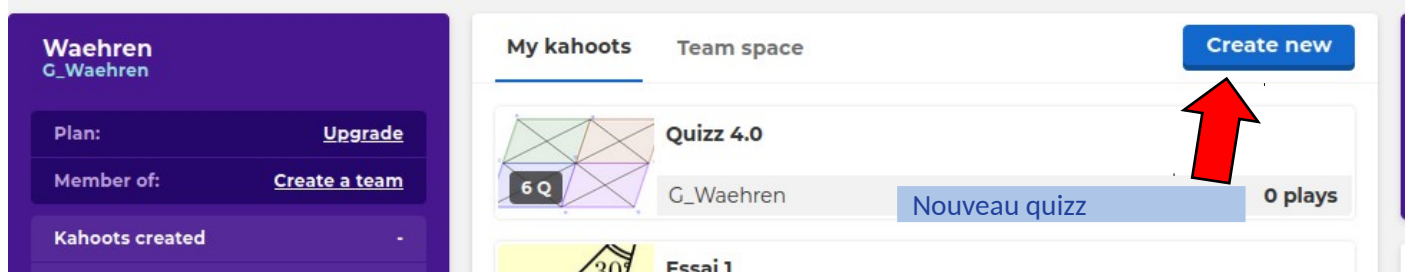 Waehren
G_Waehren
Plan: Upgrade
Member of: Create a team
Kahoots created -
My kahoots Team space Create new
Quizz 4.0
6 Q
G_Waehren Nouveau quizz 0 plays
30°
Essai 1